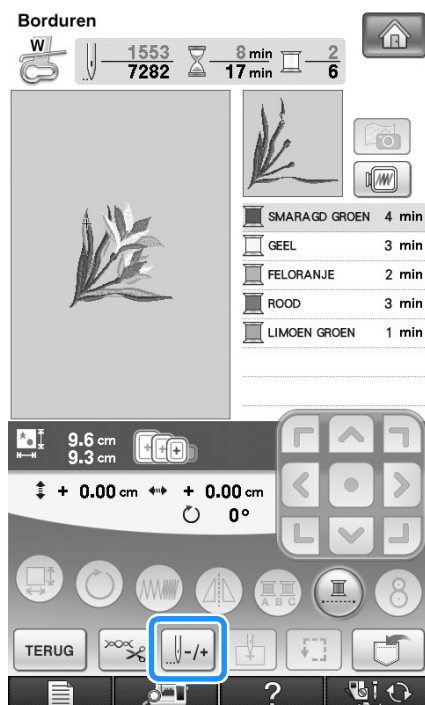 Borduren
W
1553 8 min 2
7282 17 min 6
SMARAGD GROEN 4 min
GEEL 3 min
FELORANJE 2 min
ROOD 3 min
LIMOEN GROEN 1 min
9.6 cm
9.3 cm
+ 0.00 cm + 0.00 cm
0°
A B C
8
TERUG -/+
?